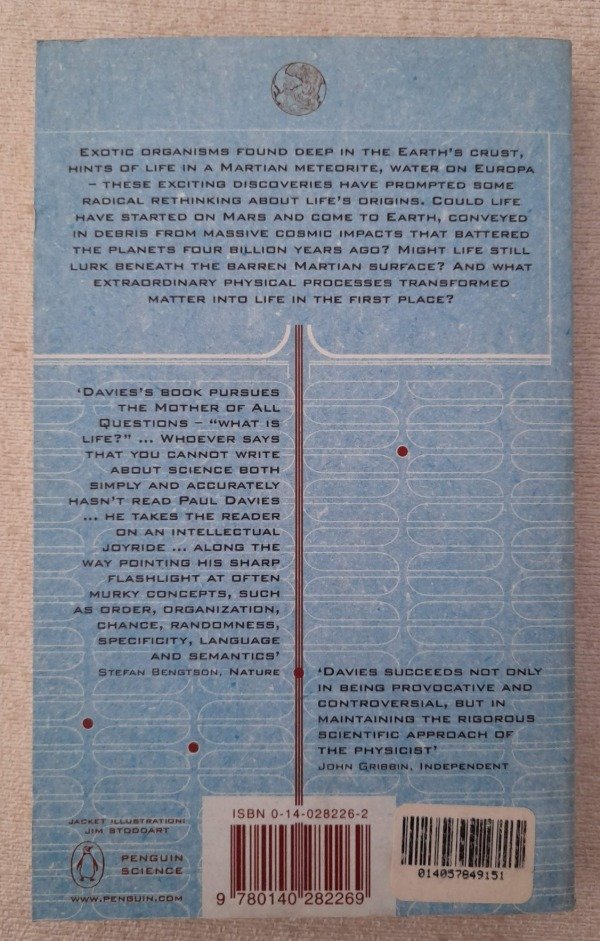 EXOTIC ORGANISMS FOUND DEEP IN THE EARTH'S CRUST,
HINTS OF LIFE IN A MARTIAN METEORITE, WATER ON EUROPA
– THESE EXCITING DISCOVERIES HAVE PROMPTED SOME
RADICAL RETHINKING ABOUT LIFE'S ORIGINS. COULD LIFE
HAVE STARTED ON MARS AND COME TO EARTH, CONVEYED
IN DEBRIS FROM MASSIVE COSMIC IMPACTS THAT BATTERED
THE PLANETS FOUR BILLION YEARS AGO? MIGHT LIFE STILL
LURK BENEATH THE BARREN MARTIAN SURFACE? AND WHAT
EXTRAORDINARY PHYSICAL PROCESSES TRANSFORMED
MATTER INTO LIFE IN THE FIRST PLACE?
'DAVIES'S BOOK PURSUES
THE MOTHER OF ALL
QUESTIONS – "WHAT IS
LIFE?" ... WHOEVER SAYS
THAT YOU CANNOT WRITE
ABOUT SCIENCE BOTH
SIMPLY AND ACCURATELY
HASN'T READ PAUL DAVIES
... HE TAKES THE READER
ON AN INTELLECTUAL
JOYRIDE ... ALONG THE
WAY POINTING HIS SHARP
FLASHLIGHT AT OFTEN
MURKY CONCEPTS, SUCH
AS ORDER, ORGANIZATION,
CHANCE, RANDOMNESS,
SPECIFICITY, LANGUAGE
AND SEMANTICS'
STEFAN BENGTSON, NATURE
'DAVIES SUCCEEDS NOT ONLY
IN BEING PROVOCATIVE AND
CONTROVERSIAL, BUT IN
MAINTAINING THE RIGOROUS
SCIENTIFIC APPROACH OF
THE PHYSICIST'
JOHN GRIBBIN, INDEPENDENT
JACKET ILLUSTRATION:
JIM STODDART
PENGUIN
SCIENCE
WWW.PENGUIN.COM
ISBN 0-14-028226-2
9 780140 282269
014057849151